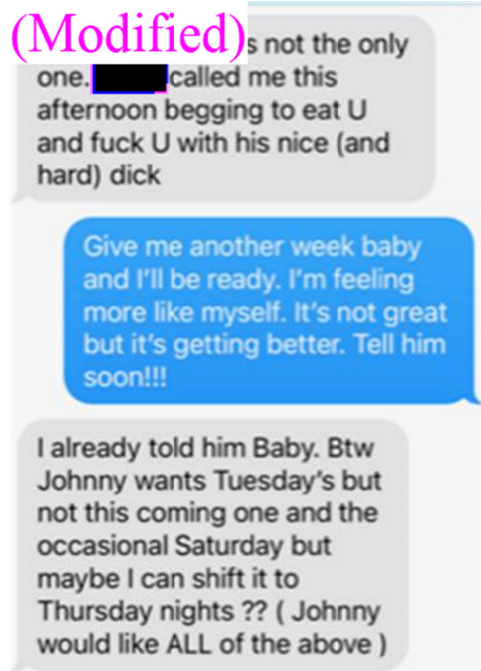 (Modified)s not the only
one. called me this
afternoon begging to eat U
and fuck U with his nice (and
hard) dick
Give me another week baby
and I'll be ready. I'm feeling
more like myself. It's not great
but it's getting better. Tell him
soon!!!
I already told him Baby. Btw
Johnny wants Tuesday's but
not this coming one and the
occasional Saturday but
maybe I can shift it to
Thursday nights ?? ( Johnny
would like ALL of the above )